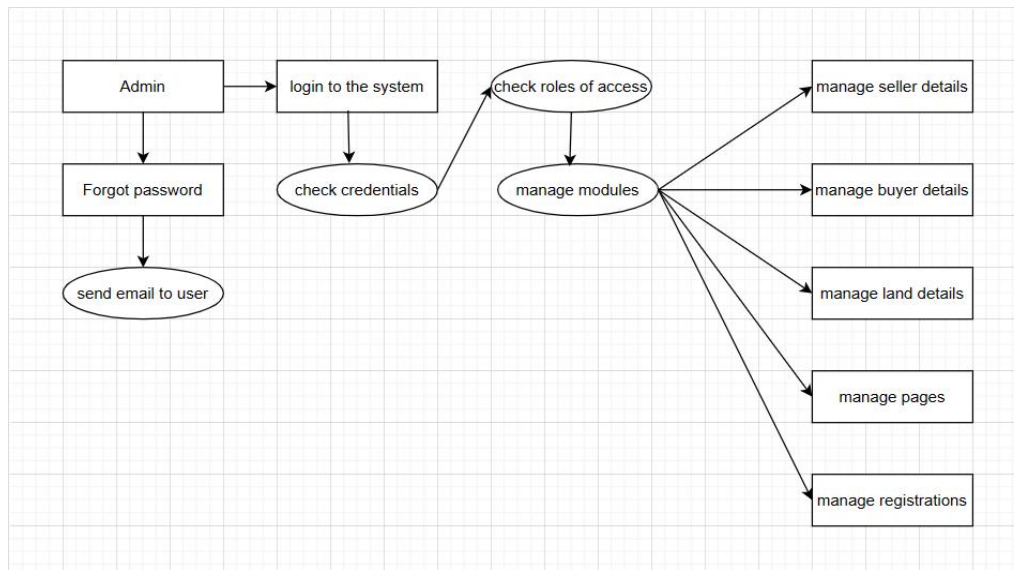 Admin
login to the system
check roles of access
manage seller details
Forgot password
check credentials
manage modules
manage buyer details
send email to user
manage land details
manage pages
manage registrations